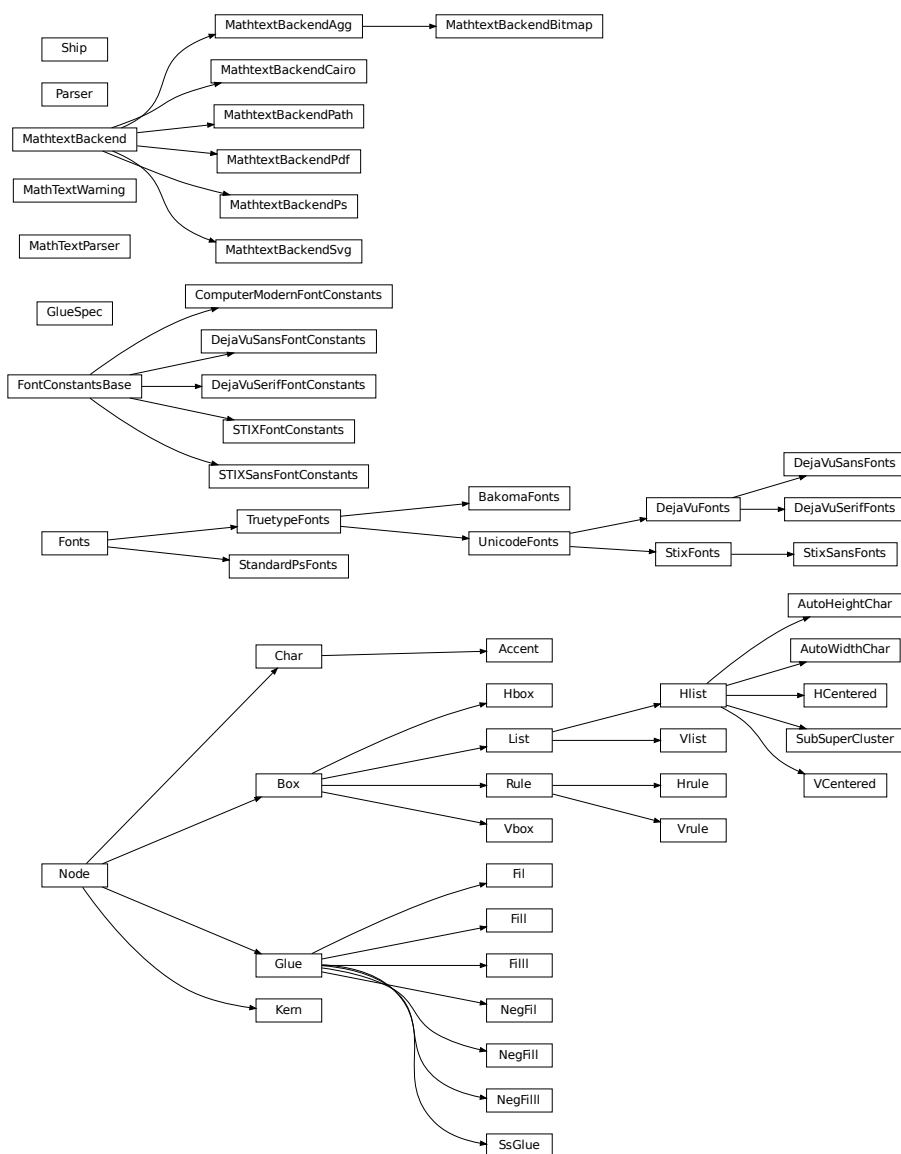 MathtextBackendAgg
MathtextBackendBitmap
Ship
MathtextBackendCairo
Parser
MathtextBackendPath
MathtextBackend
MathtextBackendPdf
MathTextWarning
MathtextBackendPs
MathTextParser
MathtextBackendSvg
ComputerModernFontConstants
GlueSpec
DejaVuSansFontConstants
FontConstantsBase
DejaVuSerifFontConstants
STIXFontConstants
STIXSansFontConstants
DejaVuSansFonts
BakomaFonts
DejaVuFonts
DejaVuSerifFonts
TruetypeFonts
Fonts
UnicodeFonts
StixFonts
StixSansFonts
StandardPsFonts
AutoHeightChar
Char
Accent
AutoWidthChar
Hbox
Hlist
HCentered
List
Vlist
SubSuperCluster
Box
Rule
Hrule
VCentered
Vbox
Vrule
Node
Fil
Fill
Glue
Filll
Kern
NegFil
NegFill
NegFilll
SsGlue